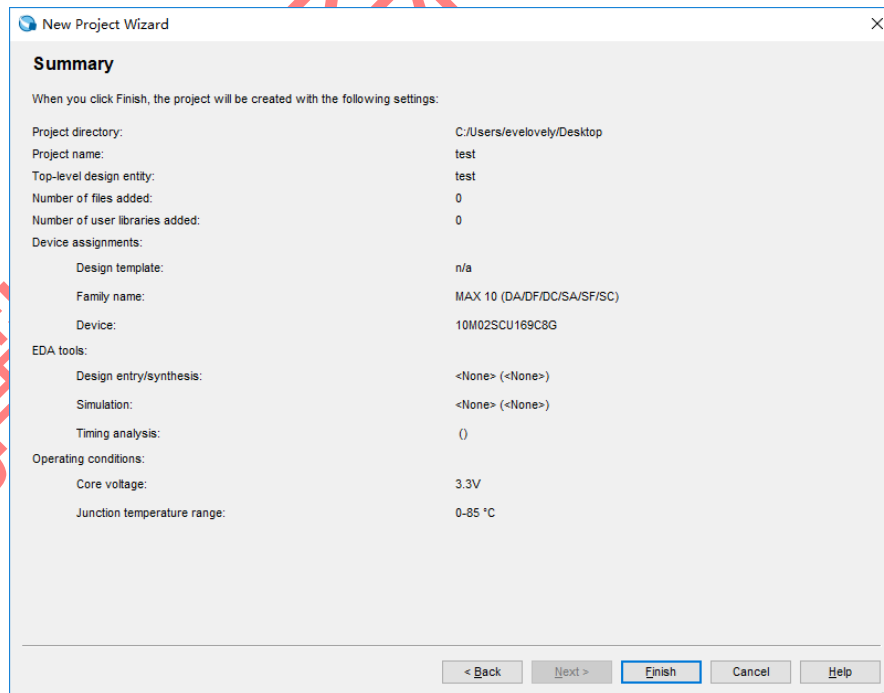 New Project Wizard
Summary
When you click Finish, the project will be created with the following settings:
Project directory: C:/Users/evelovely/Desktop
Project name: test
Top-level design entity: test
Number of files added: 0
Number of user libraries added: 0
Device assignments:
Design template: n/a
Family name: MAX 10 (DA/DF/DC/SA/SF/SC)
Device: 10M02SCU169C8G
EDA tools:
Design entry/synthesis: <None> (<None>)
Simulation: <None> (<None>)
Timing analysis: ()
Operating conditions:
Core voltage: 3.3V
Junction temperature range: 0-85 °C
< Back Next > Finish Cancel Help